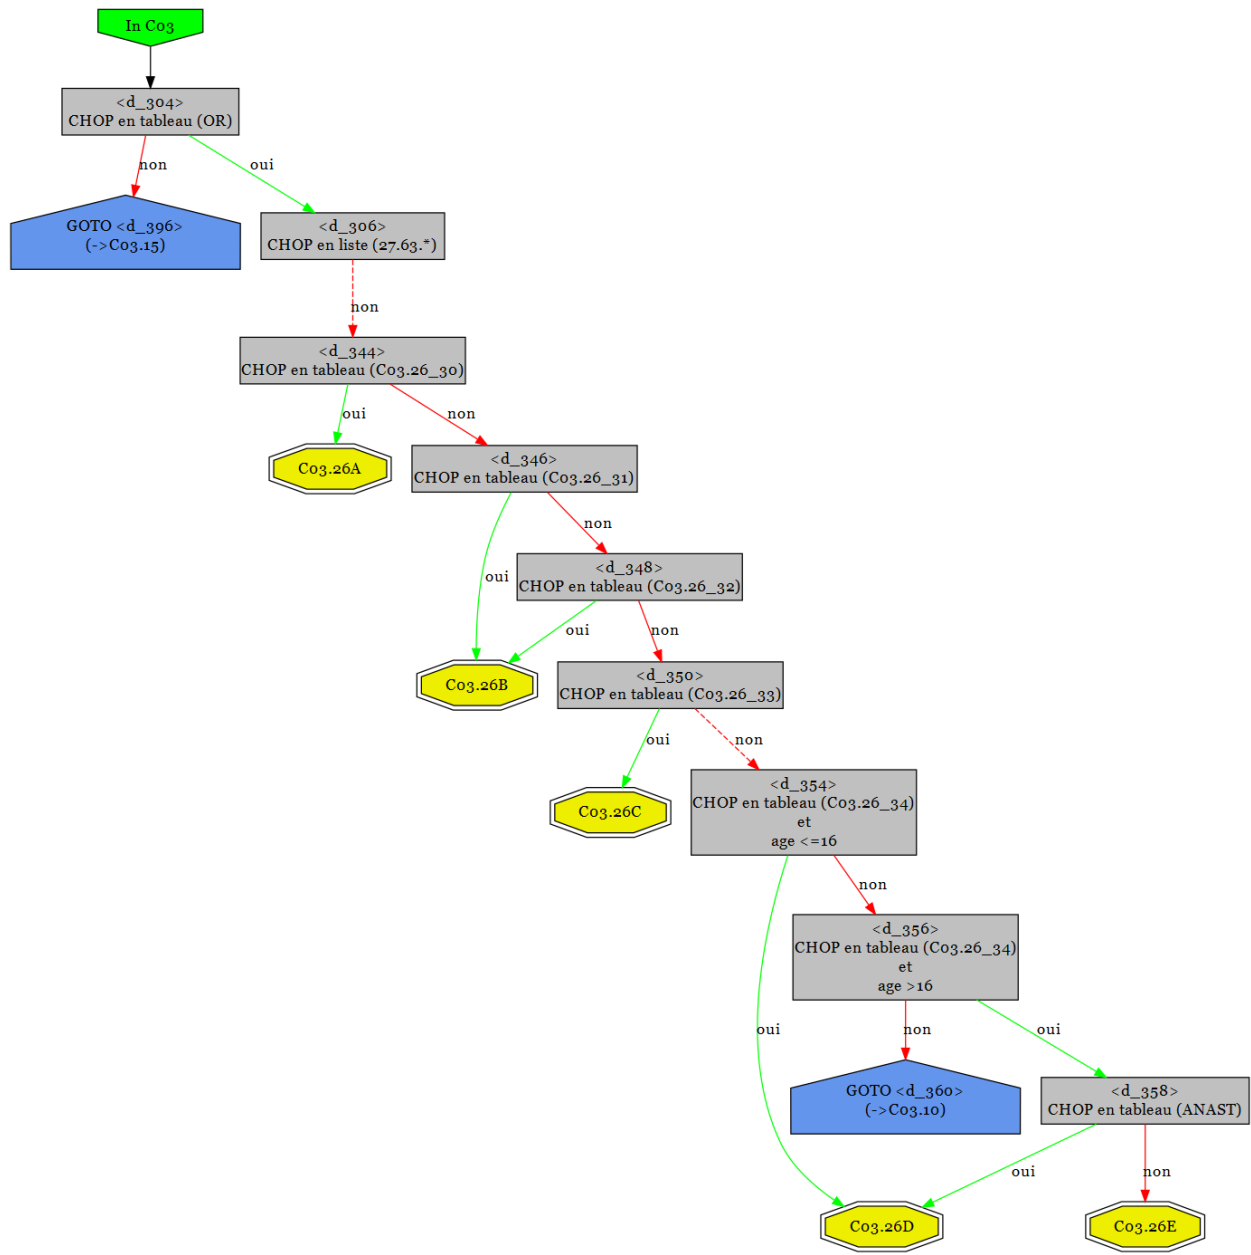 In C03
<d_304>
CHOP en tableau (OR)
non
oui
GOTO <d_396>
(->C03.15)
<d_306>
CHOP en liste (27.63.*)
non
<d_344>
CHOP en tableau (C03.26_30)
oui
non
C03.26A
<d_346>
CHOP en tableau (C03.26_31)
non
oui
<d_348>
CHOP en tableau (C03.26_32)
oui
non
C03.26B
<d_350>
CHOP en tableau (C03.26_33)
oui
non
C03.26C
<d_354>
CHOP en tableau (C03.26_34)
et
age <=16
non
<d_356>
CHOP en tableau (C03.26_34)
et
age >16
oui
non
oui
GOTO <d_360>
(->C03.10)
<d_358>
CHOP en tableau (ANAST)
oui
non
C03.26D
C03.26E